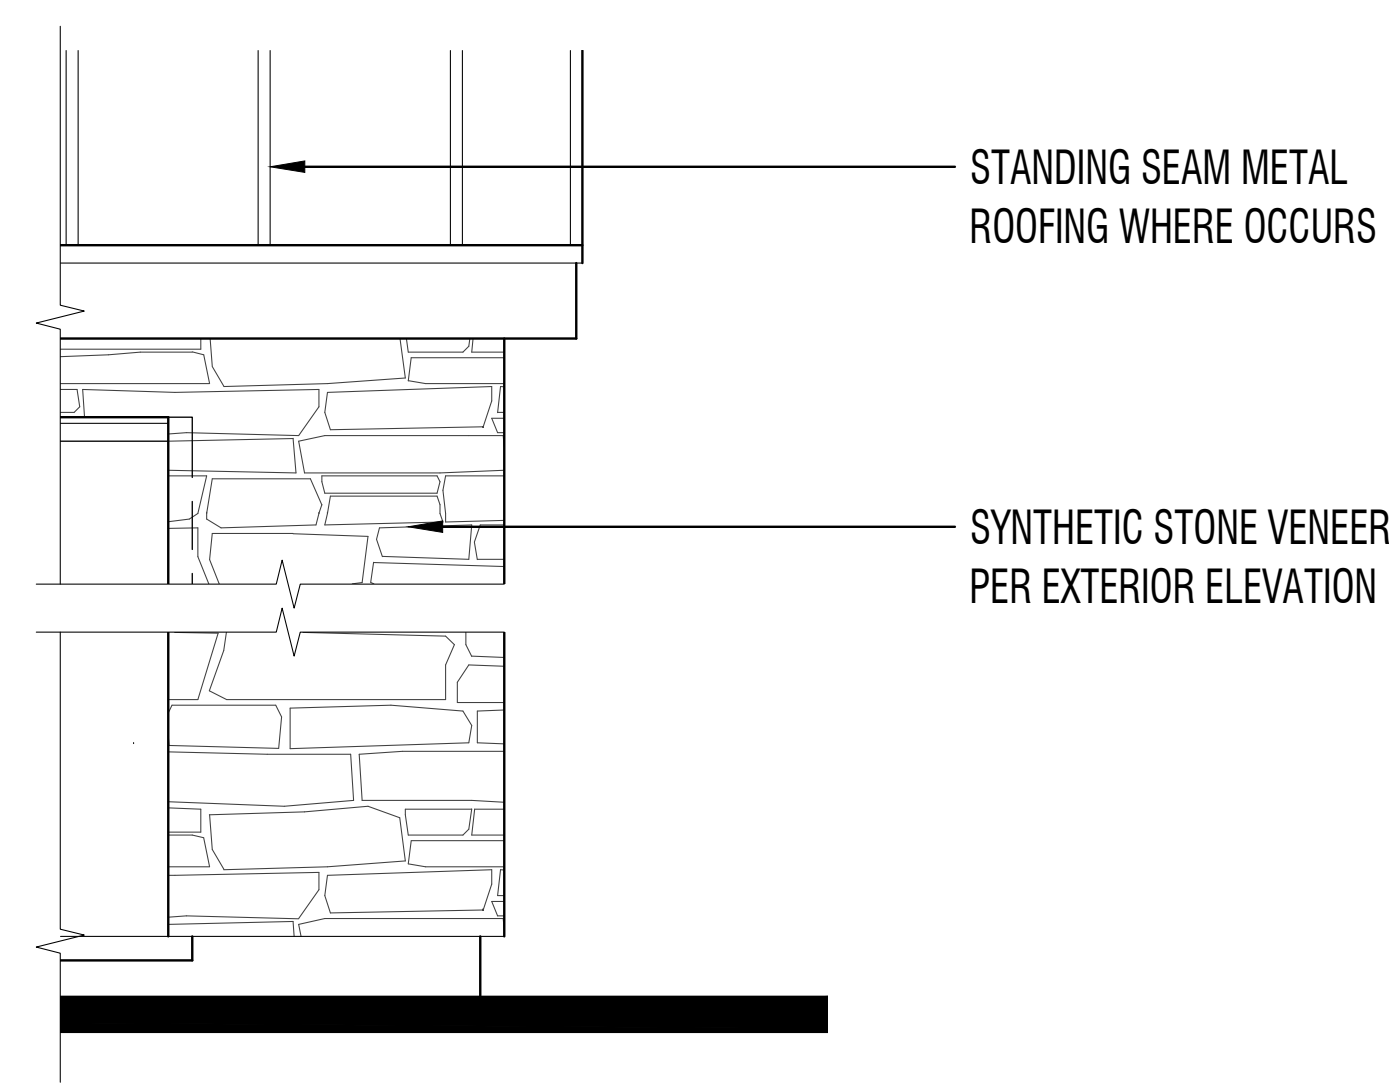 STANDING SEAM METAL
ROOFING WHERE OCCURS
SYNTHETIC STONE VENEER
PER EXTERIOR ELEVATION